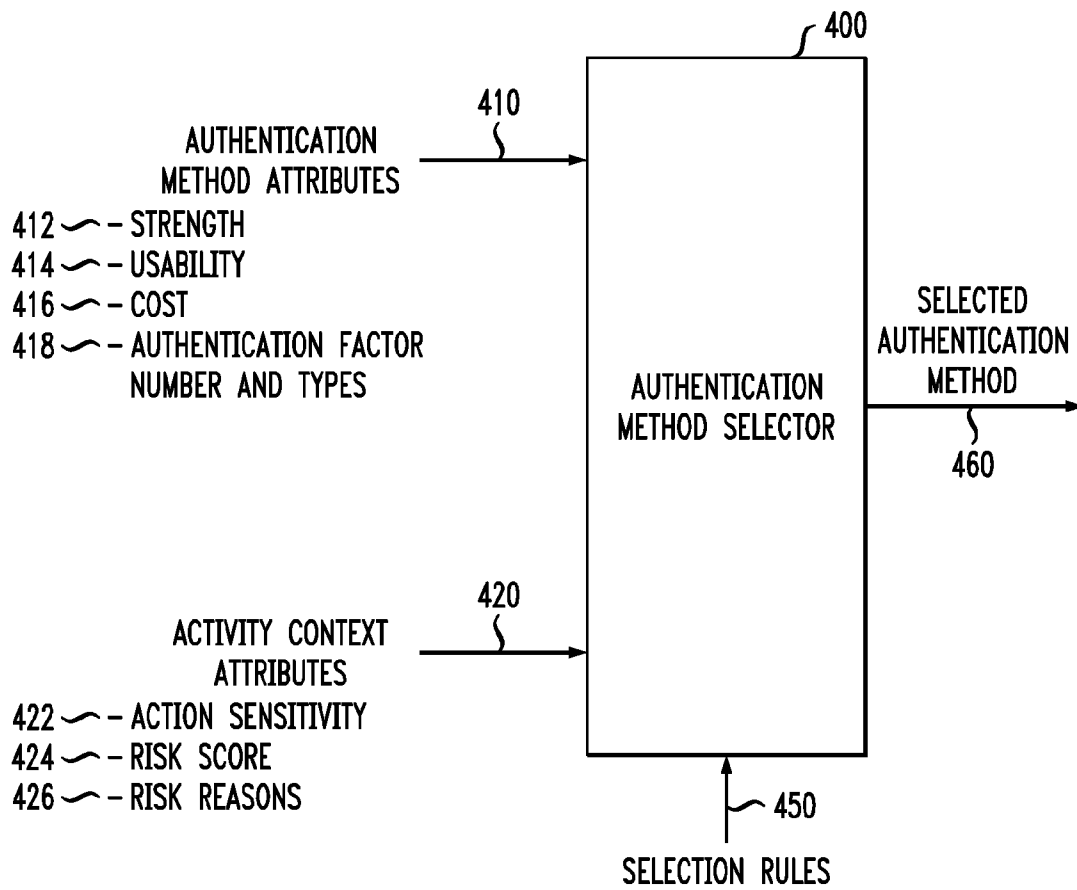 400
410
AUTHENTICATION
METHOD ATTRIBUTES
412 - STRENGTH
414 - USABILITY
416 - COST
418 - AUTHENTICATION FACTOR
NUMBER AND TYPES
AUTHENTICATION
METHOD SELECTOR
SELECTED
AUTHENTICATION
METHOD
460
420
ACTIVITY CONTEXT
ATTRIBUTES
422 - ACTION SENSITIVITY
424 - RISK SCORE
426 - RISK REASONS
450
SELECTION RULES